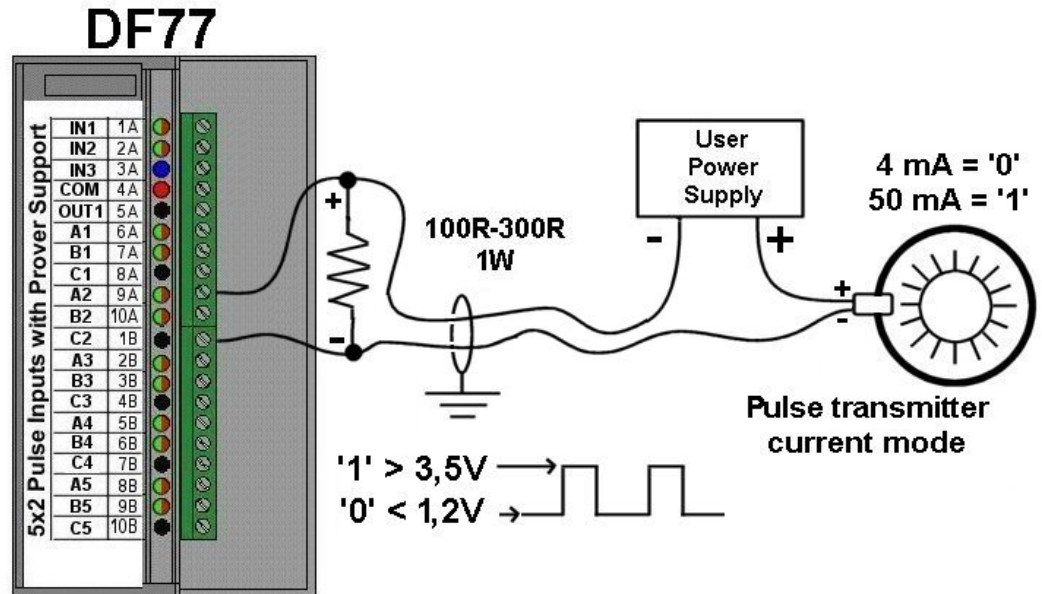 DF77
5x2 Pulse Inputs with Prover Support
IN1 1A
IN2 2A
IN3 3A
COM 4A
OUT1 5A
A1 6A
B1 7A
C1 8A
A2 9A
B2 10A
C2 1B
A3 2B
B3 3B
C3 4B
A4 5B
B4 6B
C4 7B
A5 8B
B5 9B
C5 10B
+
-
100R-300R
1W
User
Power
Supply
- +
4 mA = '0'
50 mA = '1'
+
-
Pulse transmitter
current mode
'1' > 3,5V
'0' < 1,2V